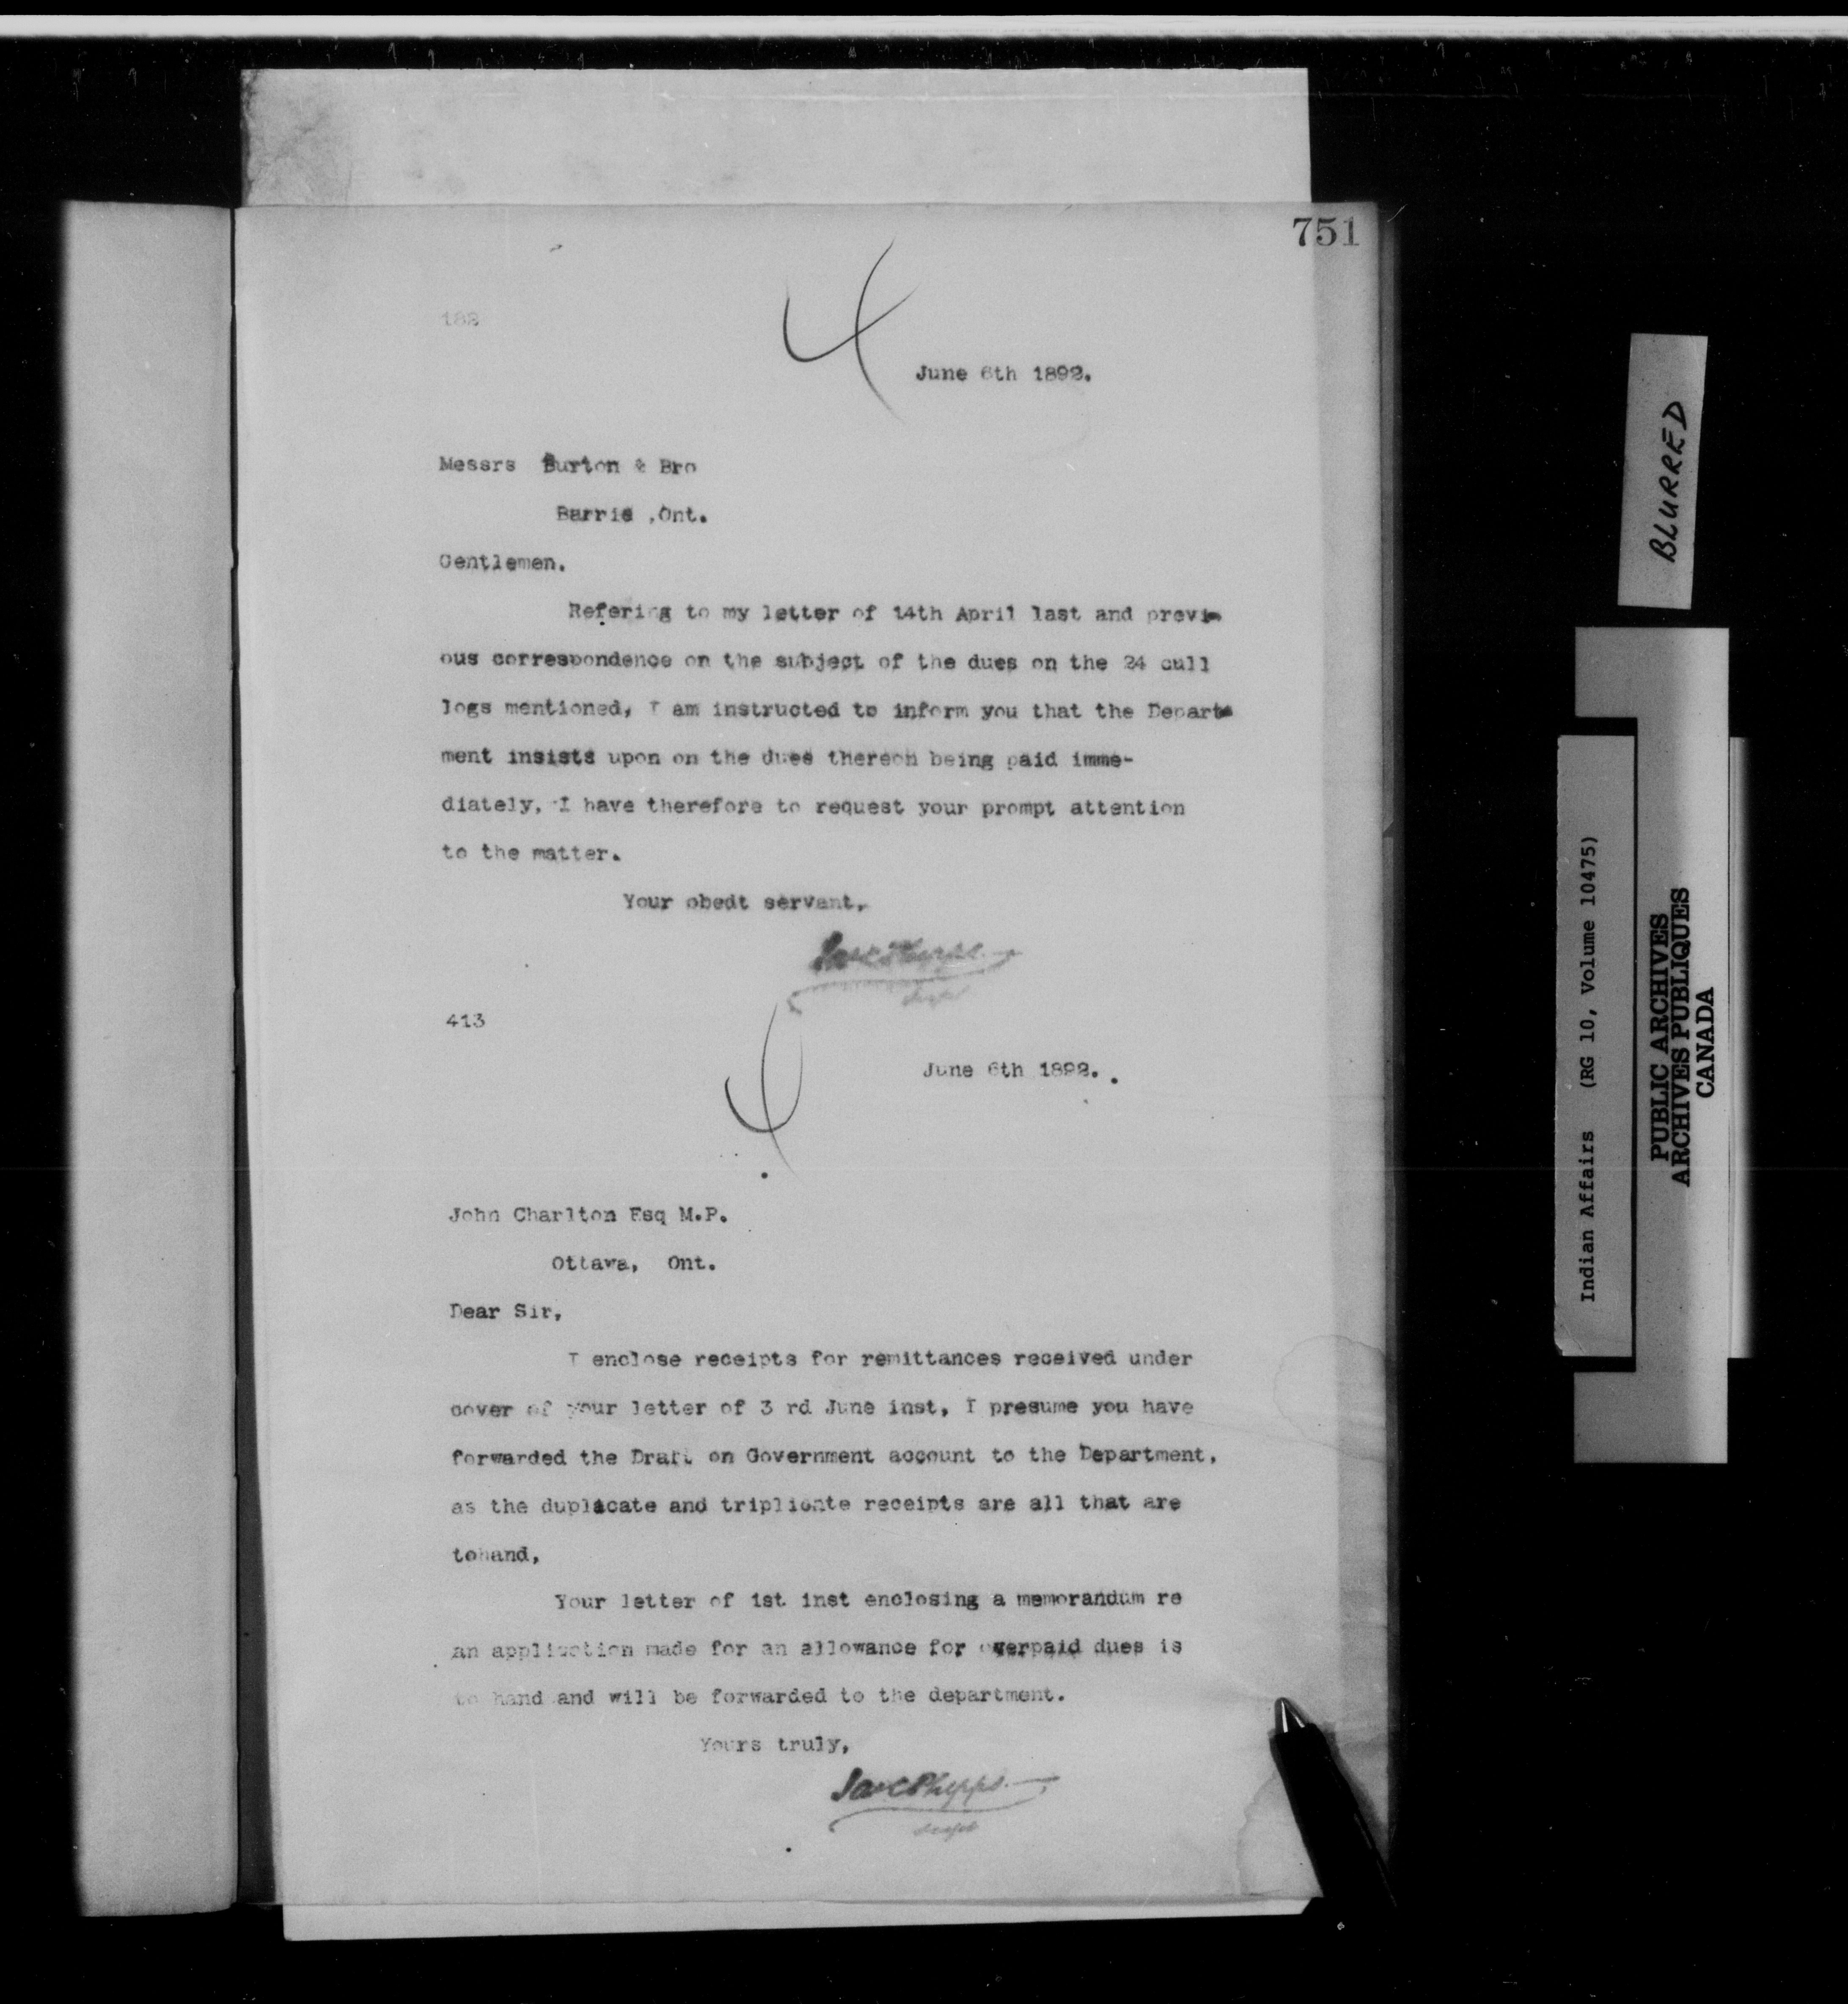 751
182
4
June 6th 1892.
Messrs Burton & Bro
Barrie ,Ont.
Gentlemen.
Refering to my letter of 14th April last and previ-
ous correspondence on the subject of the dues on the 24 cull
logs mentioned, I am instructed to inform you that the Depart-
ment insists upon on the dues thereon being paid imme-
diately, I have therefore to request your prompt attention
to the matter.
Your obedt servant,
Jas C Phipps
Supt
413
June 6th 1892.
John Charlton Esq M.P.
Ottawa, Ont.
Dear Sir,
I enclose receipts for remittances received under
cover of your letter of 3 rd June inst, I presume you have
forwarded the Draft on Government account to the Department,
as the duplicate and triplicate receipts are all that are
tohand,
Your letter of 1st inst enclosing a memorandum re
an application made for an allowance for overpaid dues is
to hand and will be forwarded to the department.
Yours truly,
Jas C Phipps
Supt
BLURRED
Indian Affairs (RG 10, Volume 10475)
PUBLIC ARCHIVES
ARCHIVES PUBLIQUES
CANADA